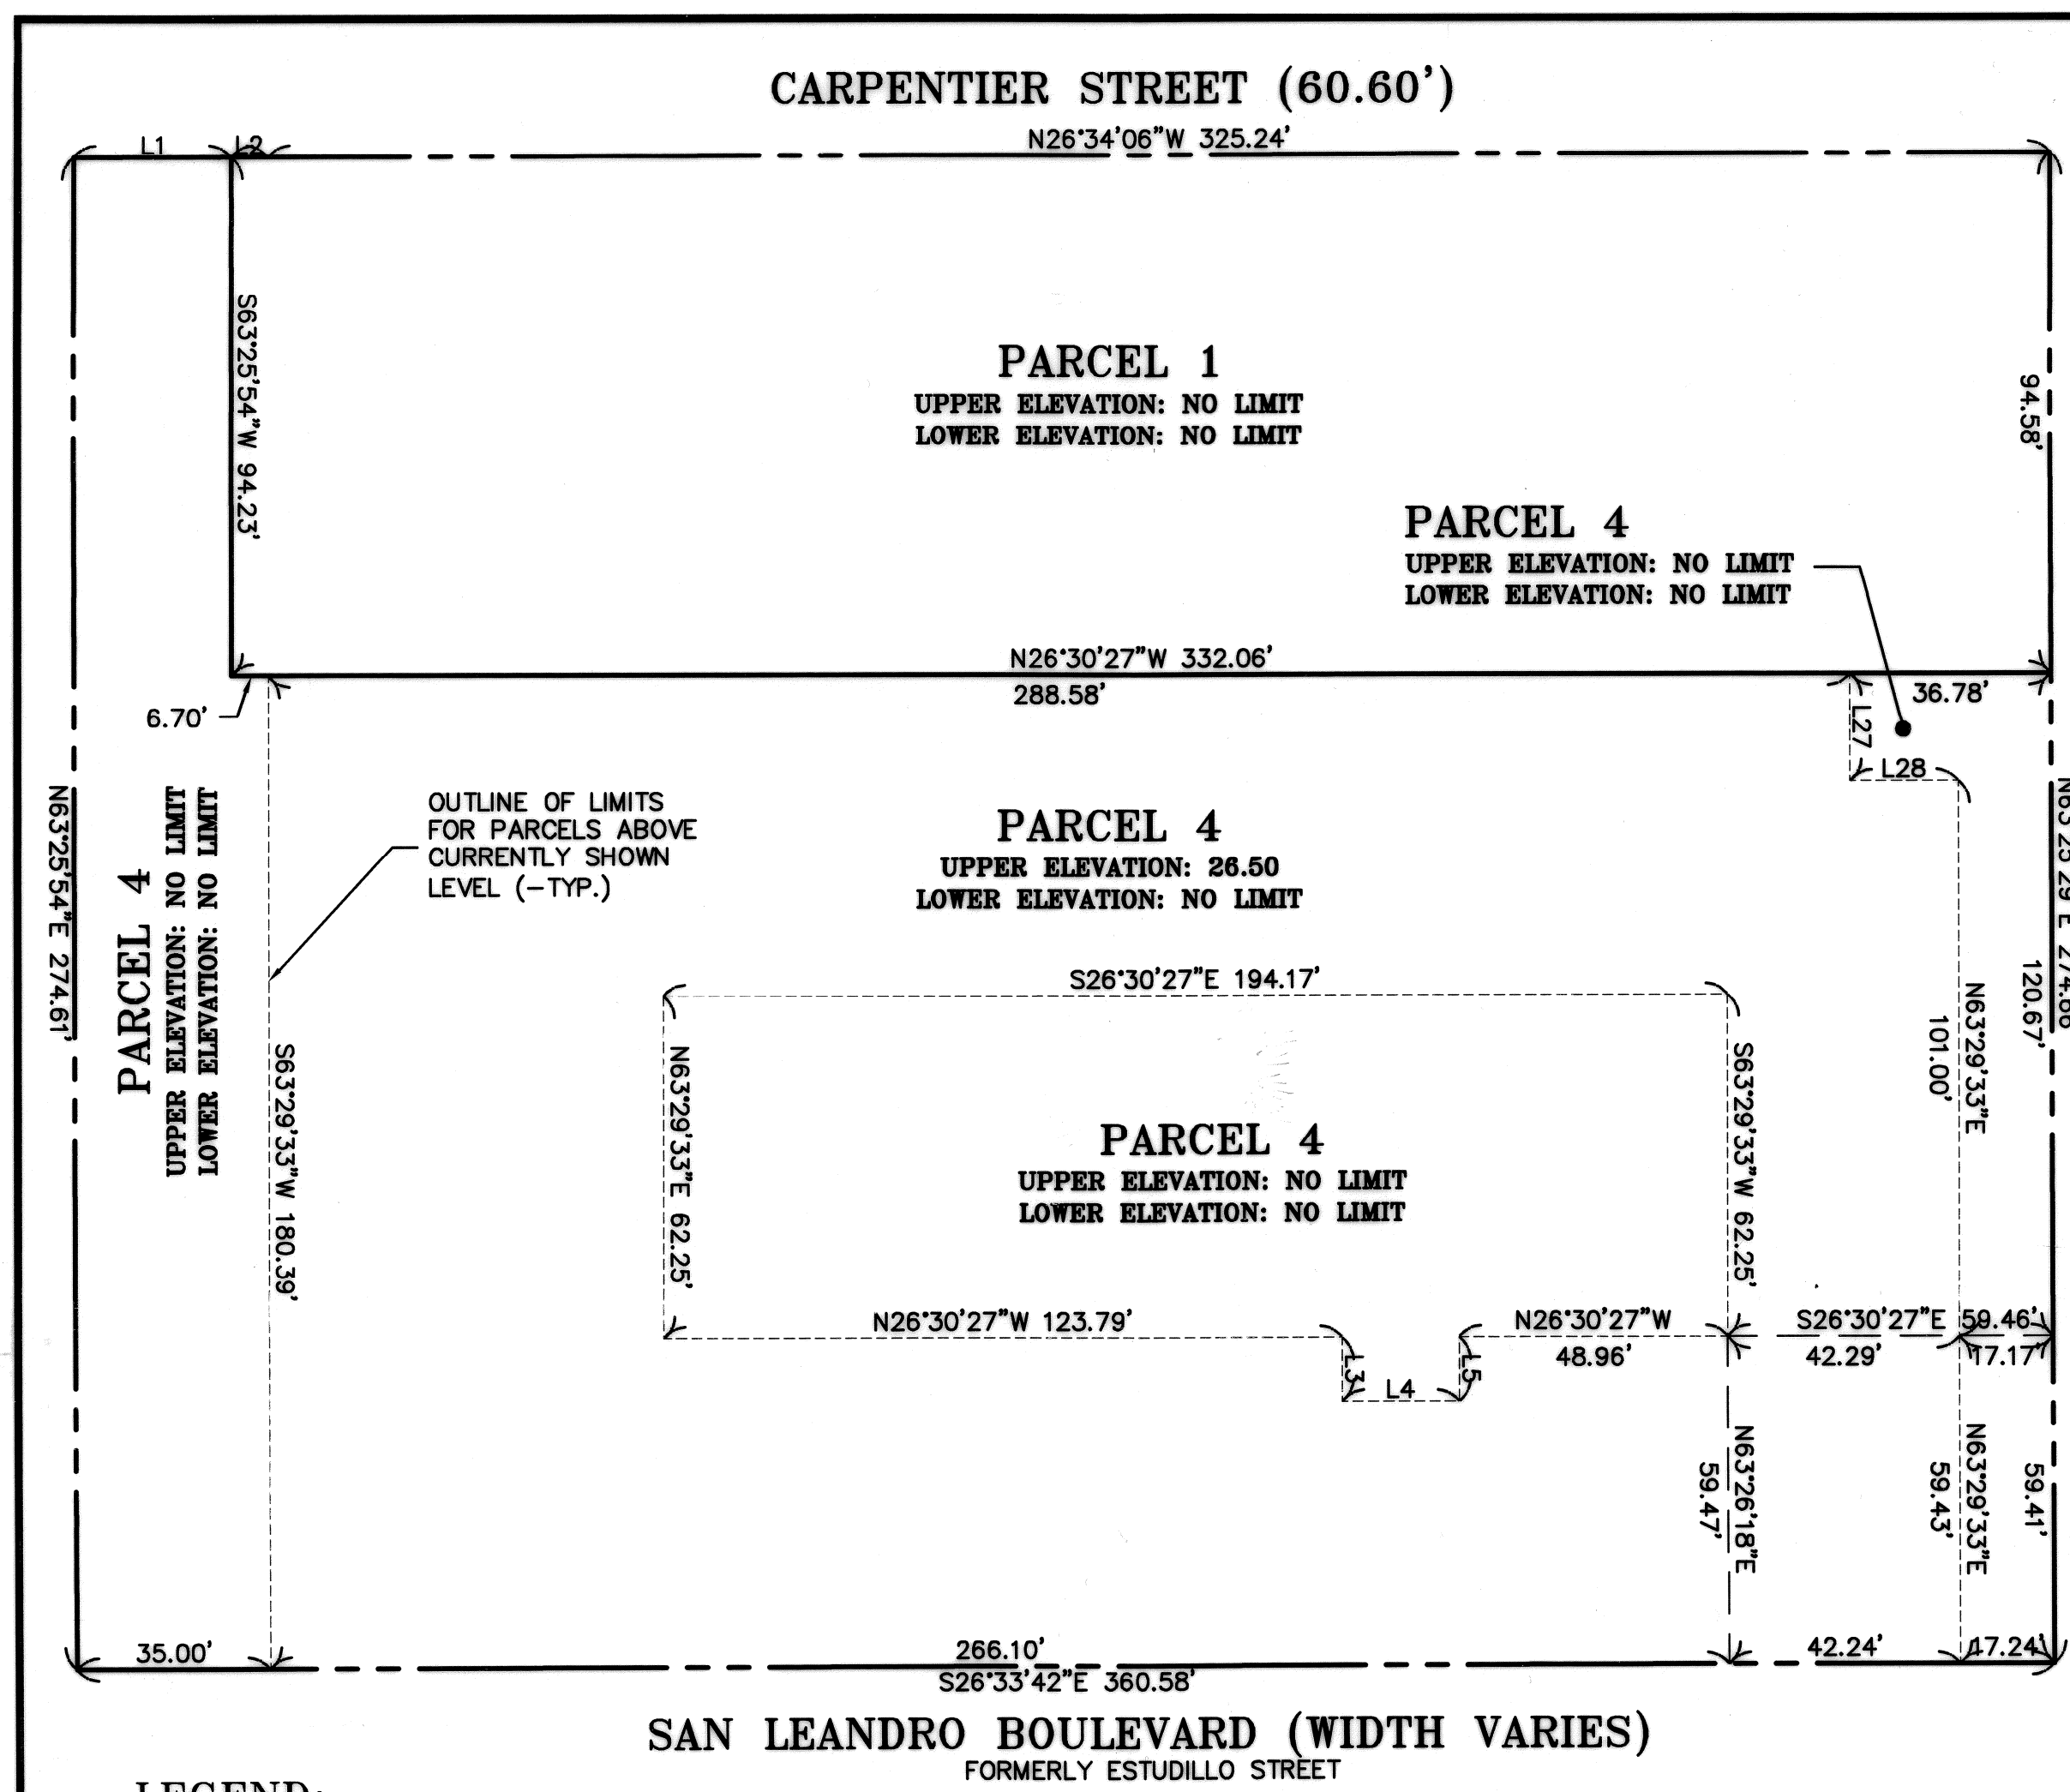 CARPENTIER STREET (60.60')
N26°34'06"W 325.24'
L1
L2
S63°25'54"W 94.23'
94.58'
PARCEL 1
UPPER ELEVATION: NO LIMIT
LOWER ELEVATION: NO LIMIT
PARCEL 4
UPPER ELEVATION: NO LIMIT
LOWER ELEVATION: NO LIMIT
N26°30'27"W 332.06'
288.58'
36.78'
6.70'
L27
L28
N63°25'54"E 274.61'
PARCEL 4
UPPER ELEVATION: NO LIMIT
LOWER ELEVATION: NO LIMIT
OUTLINE OF LIMITS
FOR PARCELS ABOVE
CURRENTLY SHOWN
LEVEL (-TYP.)
PARCEL 4
UPPER ELEVATION: 26.50
LOWER ELEVATION: NO LIMIT
N63°25'29"E 274.66'
120.67'
N63°29'33"E
101.00'
S26°30'27"E 194.17'
S63°29'33"W 180.39'
N63°29'33"E 62.25'
S63°29'33"W 62.25'
PARCEL 4
UPPER ELEVATION: NO LIMIT
LOWER ELEVATION: NO LIMIT
N26°30'27"W 123.79'
N26°30'27"W
48.96'
S26°30'27"E 59.46'
42.29'
17.17'
L3
L4
L5
N63°26'18"E
59.47'
N63°29'33"E
59.43'
59.41'
35.00'
266.10'
42.24'
17.24'
S26°33'42"E 360.58'
SAN LEANDRO BOULEVARD (WIDTH VARIES)
FORMERLY ESTUDILLO STREET
LEGEND: